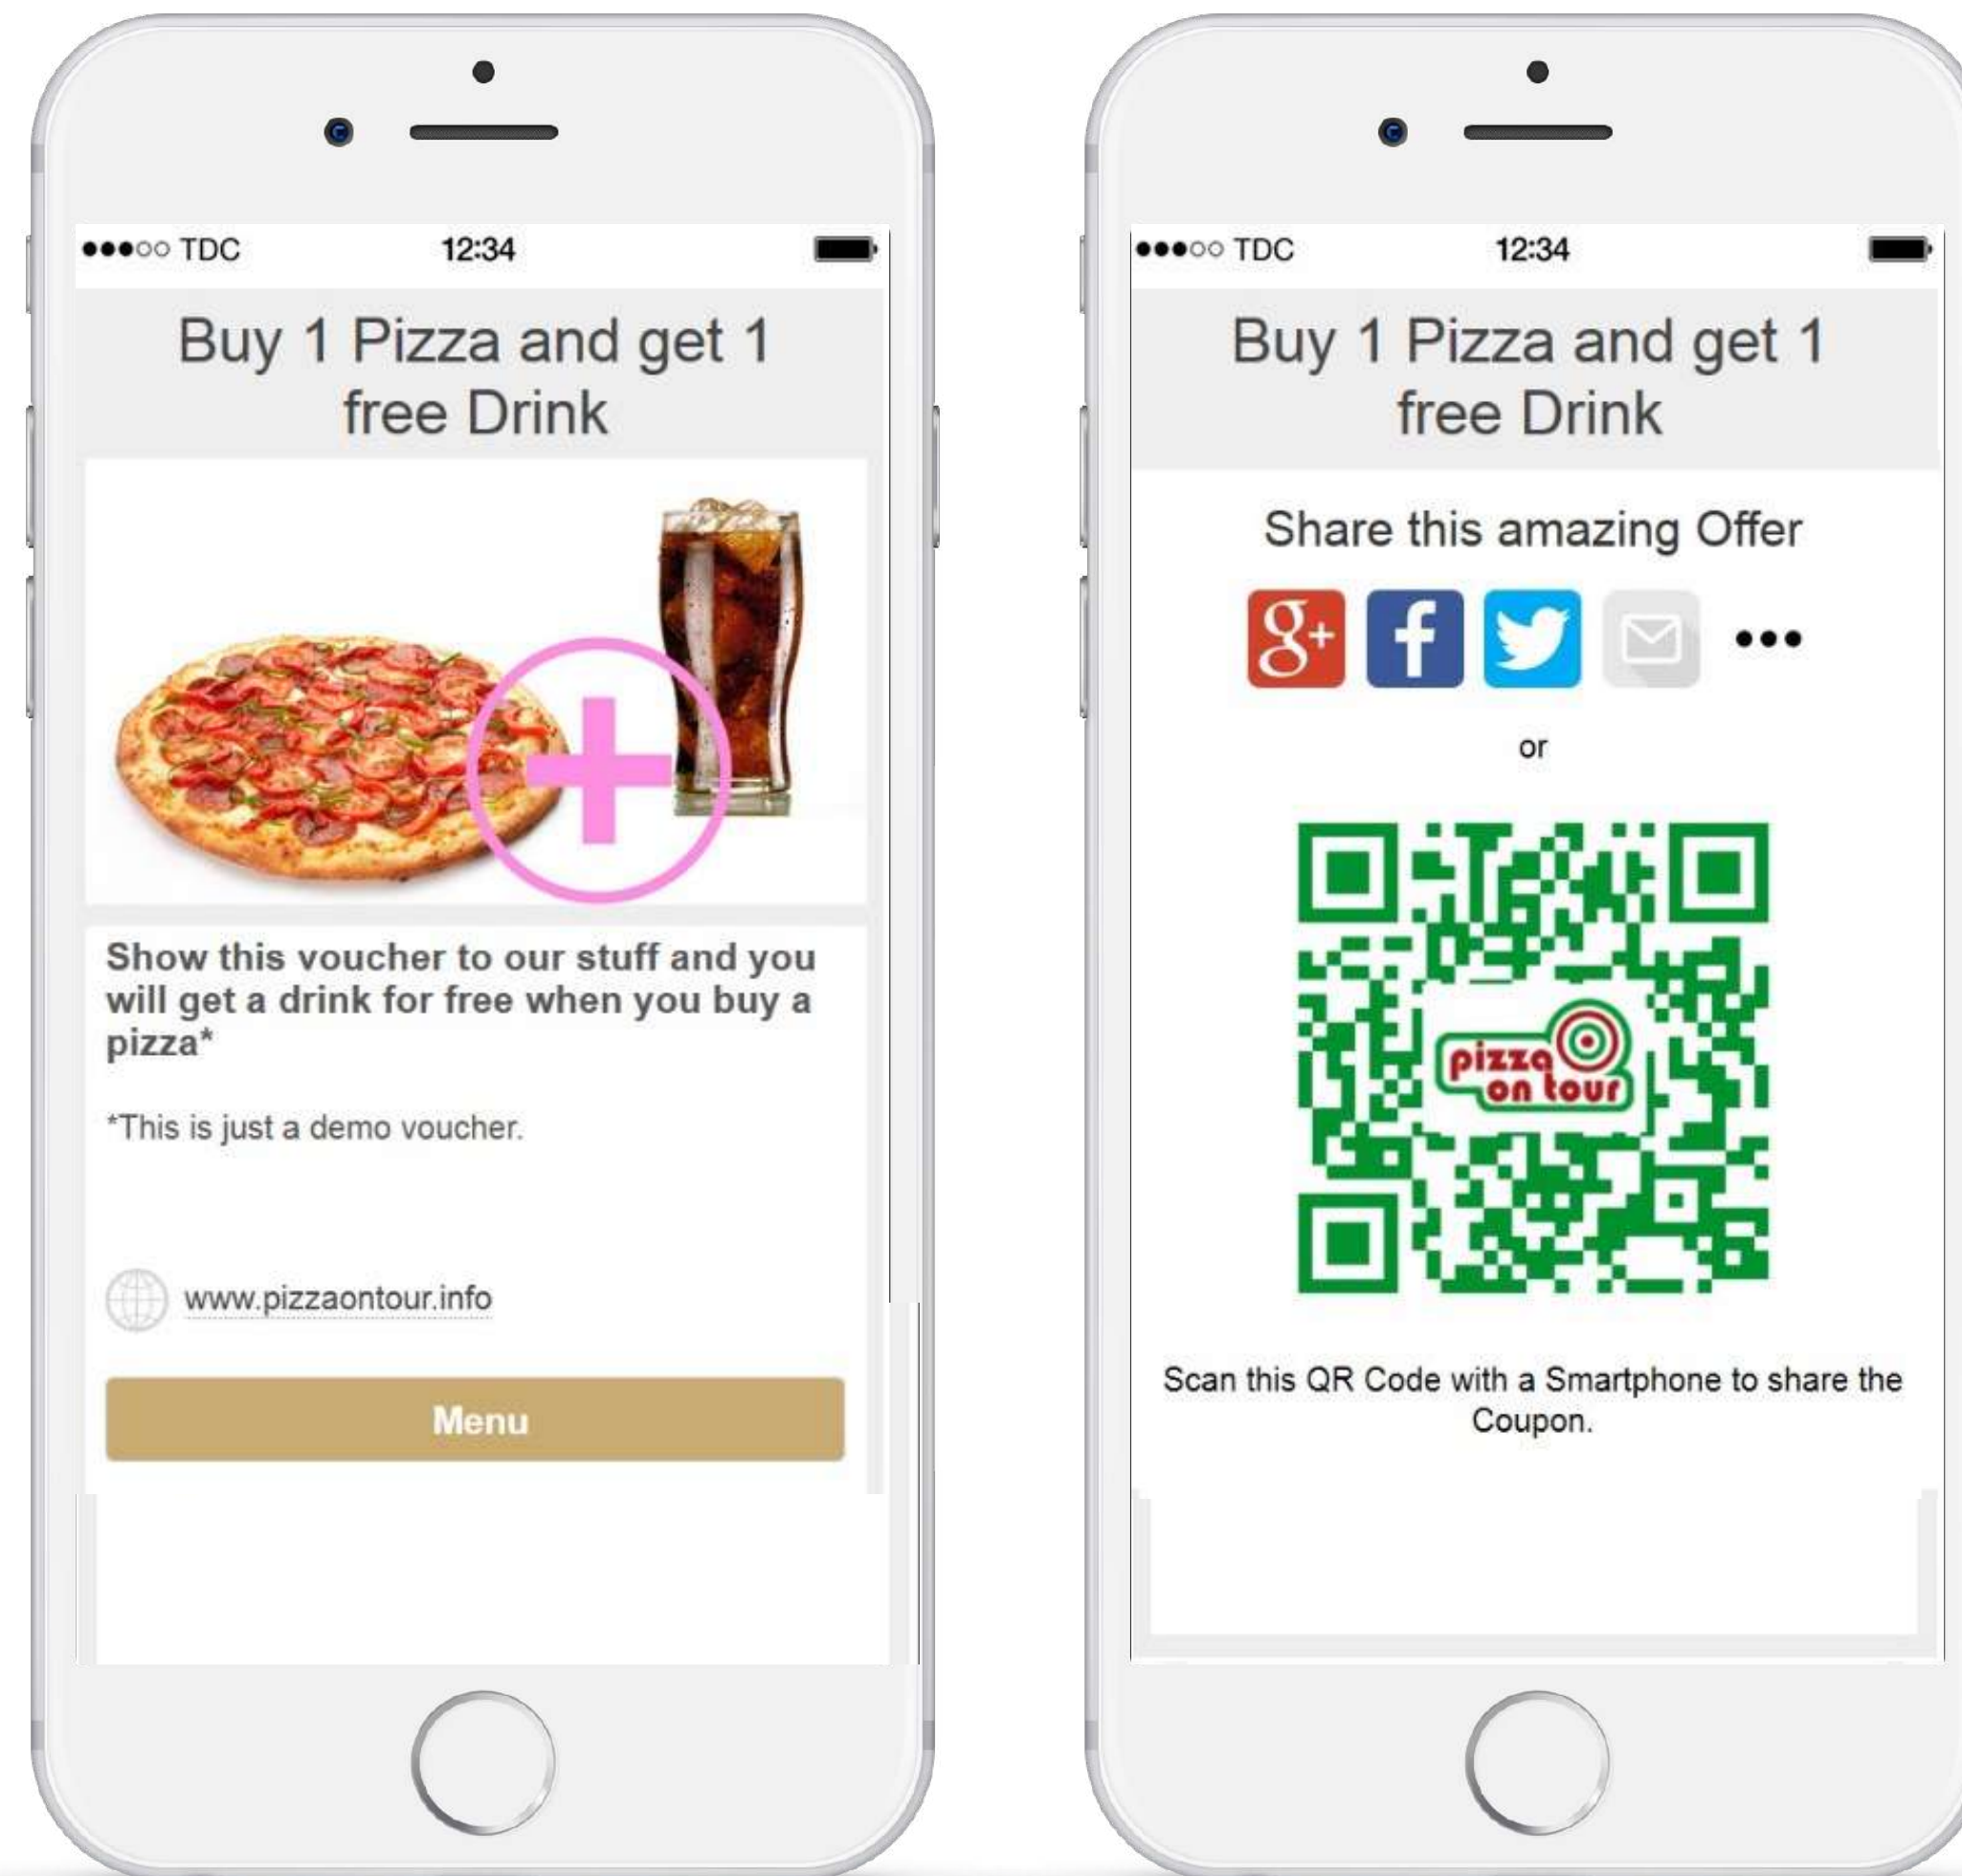 ●●●○○ TDC 12:34
Buy 1 Pizza and get 1
free Drink
Show this voucher to our stuff and you
will get a drink for free when you buy a
pizza*
*This is just a demo voucher.
www.pizzaontour.info
Menu
●●●○○ TDC 12:34
Buy 1 Pizza and get 1
free Drink
Share this amazing Offer
g+ f
•••
or
pizza
on tour
Scan this QR Code with a Smartphone to share the
Coupon.